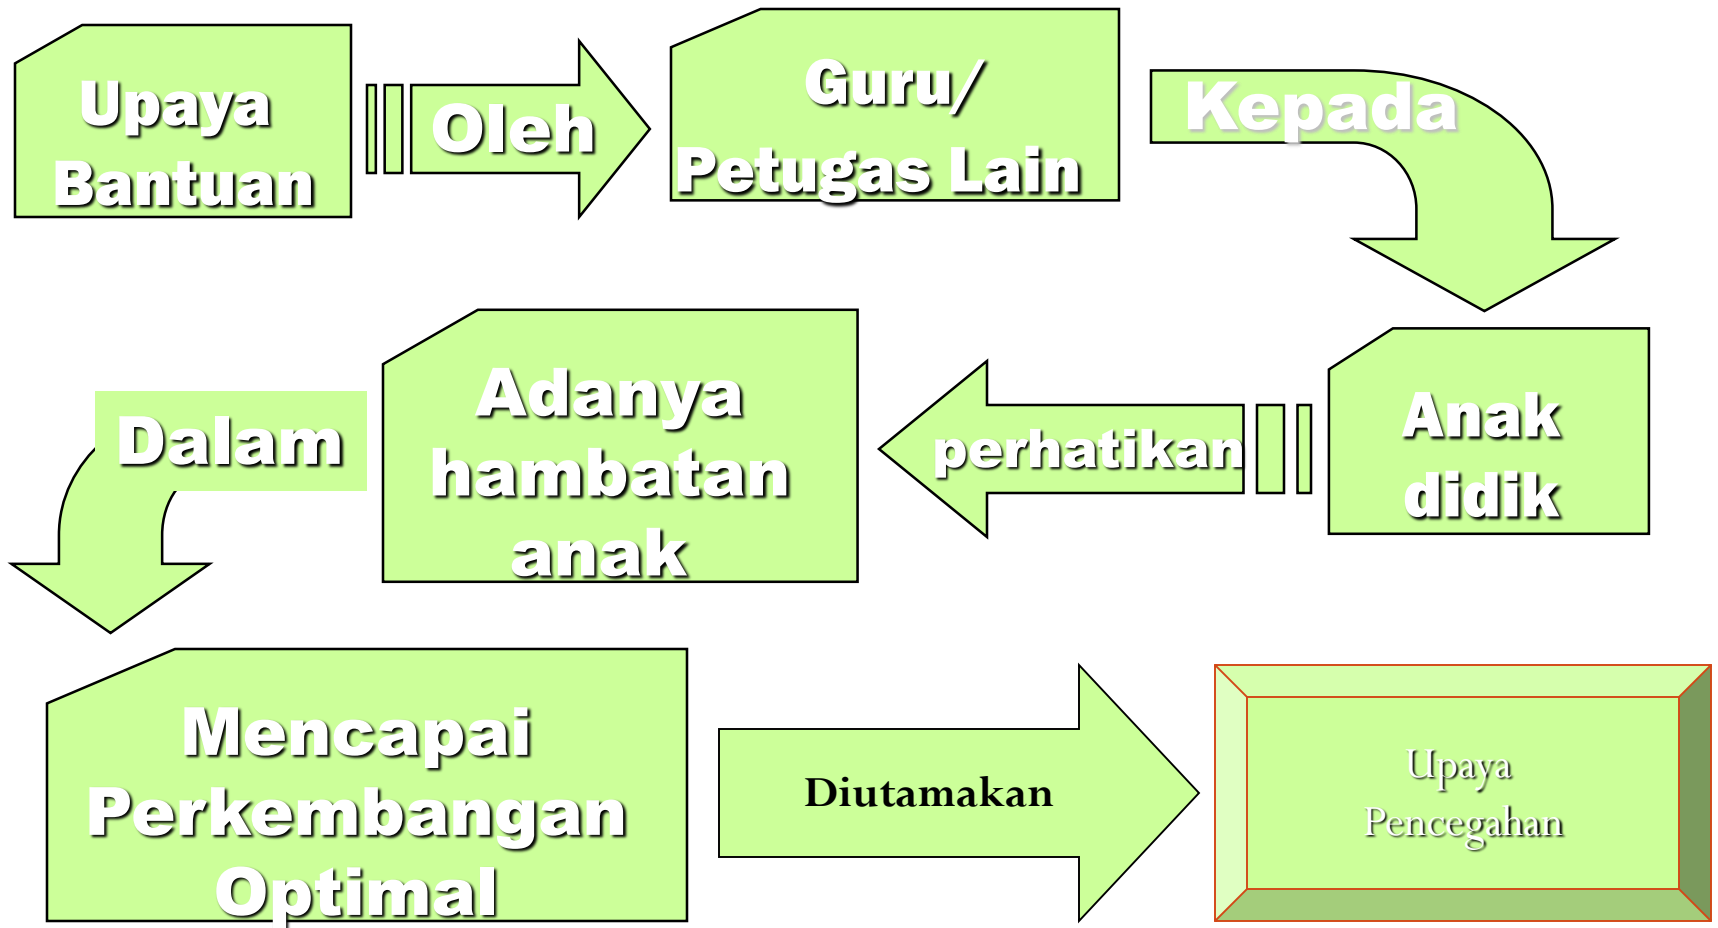 Upaya
Bantuan
Oleh
Guru/
Petugas Lain
Kepada
Anak
didik
perhatikan
Adanya
hambatan
anak
Dalam
Mencapai
Perkembangan
Optimal
Diutamakan
Upaya
Pencegahan